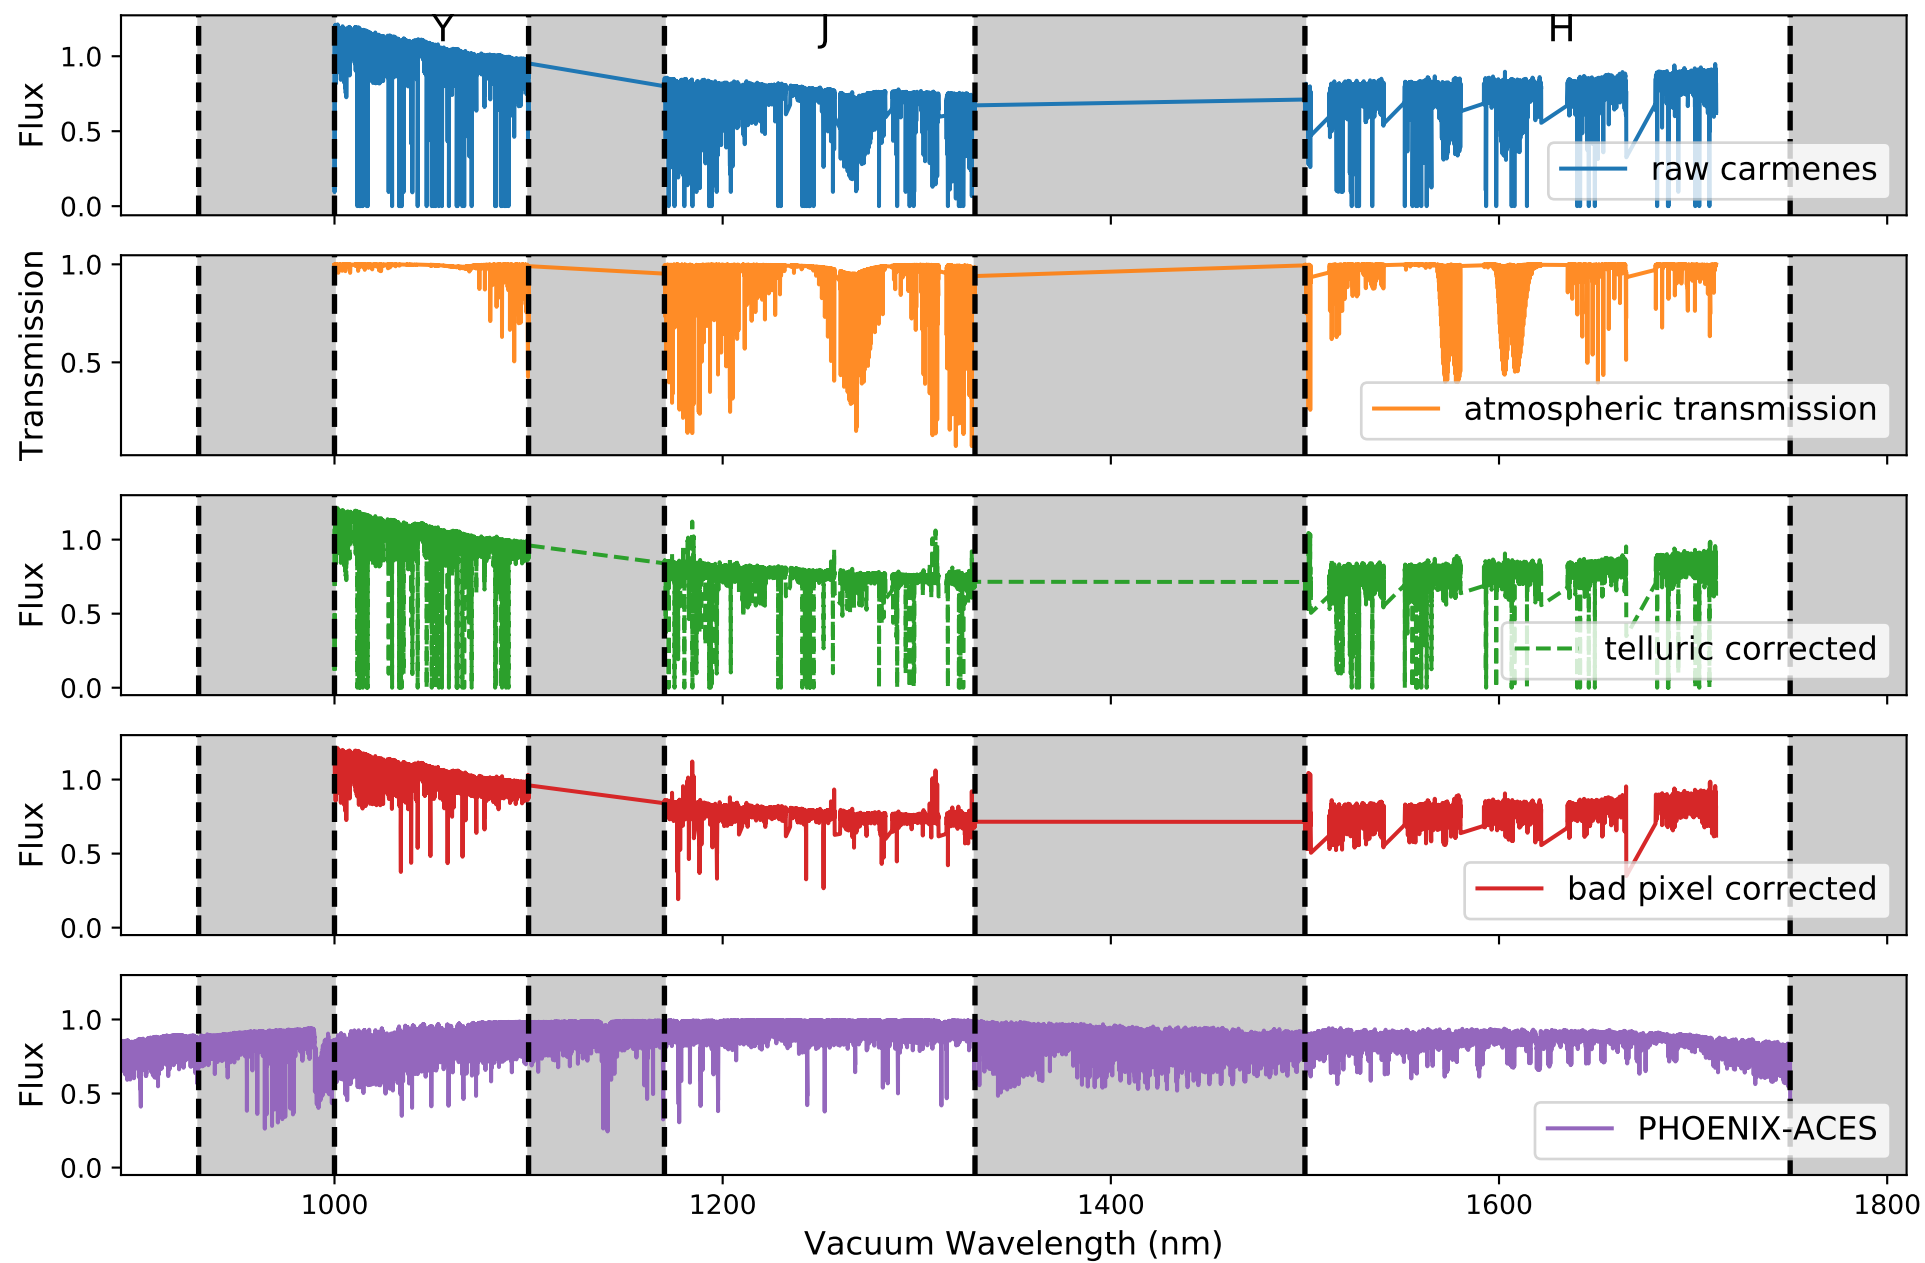 Y J H
Flux
1.0
0.5
0.0
raw carmenes
Transmission
1.0
0.5
atmospheric transmission
Flux
1.0
0.5
0.0
telluric corrected
Flux
1.0
0.5
0.0
bad pixel corrected
Flux
1.0
0.5
0.0
PHOENIX-ACES
1000 1200 1400 1600 1800
Vacuum Wavelength (nm)